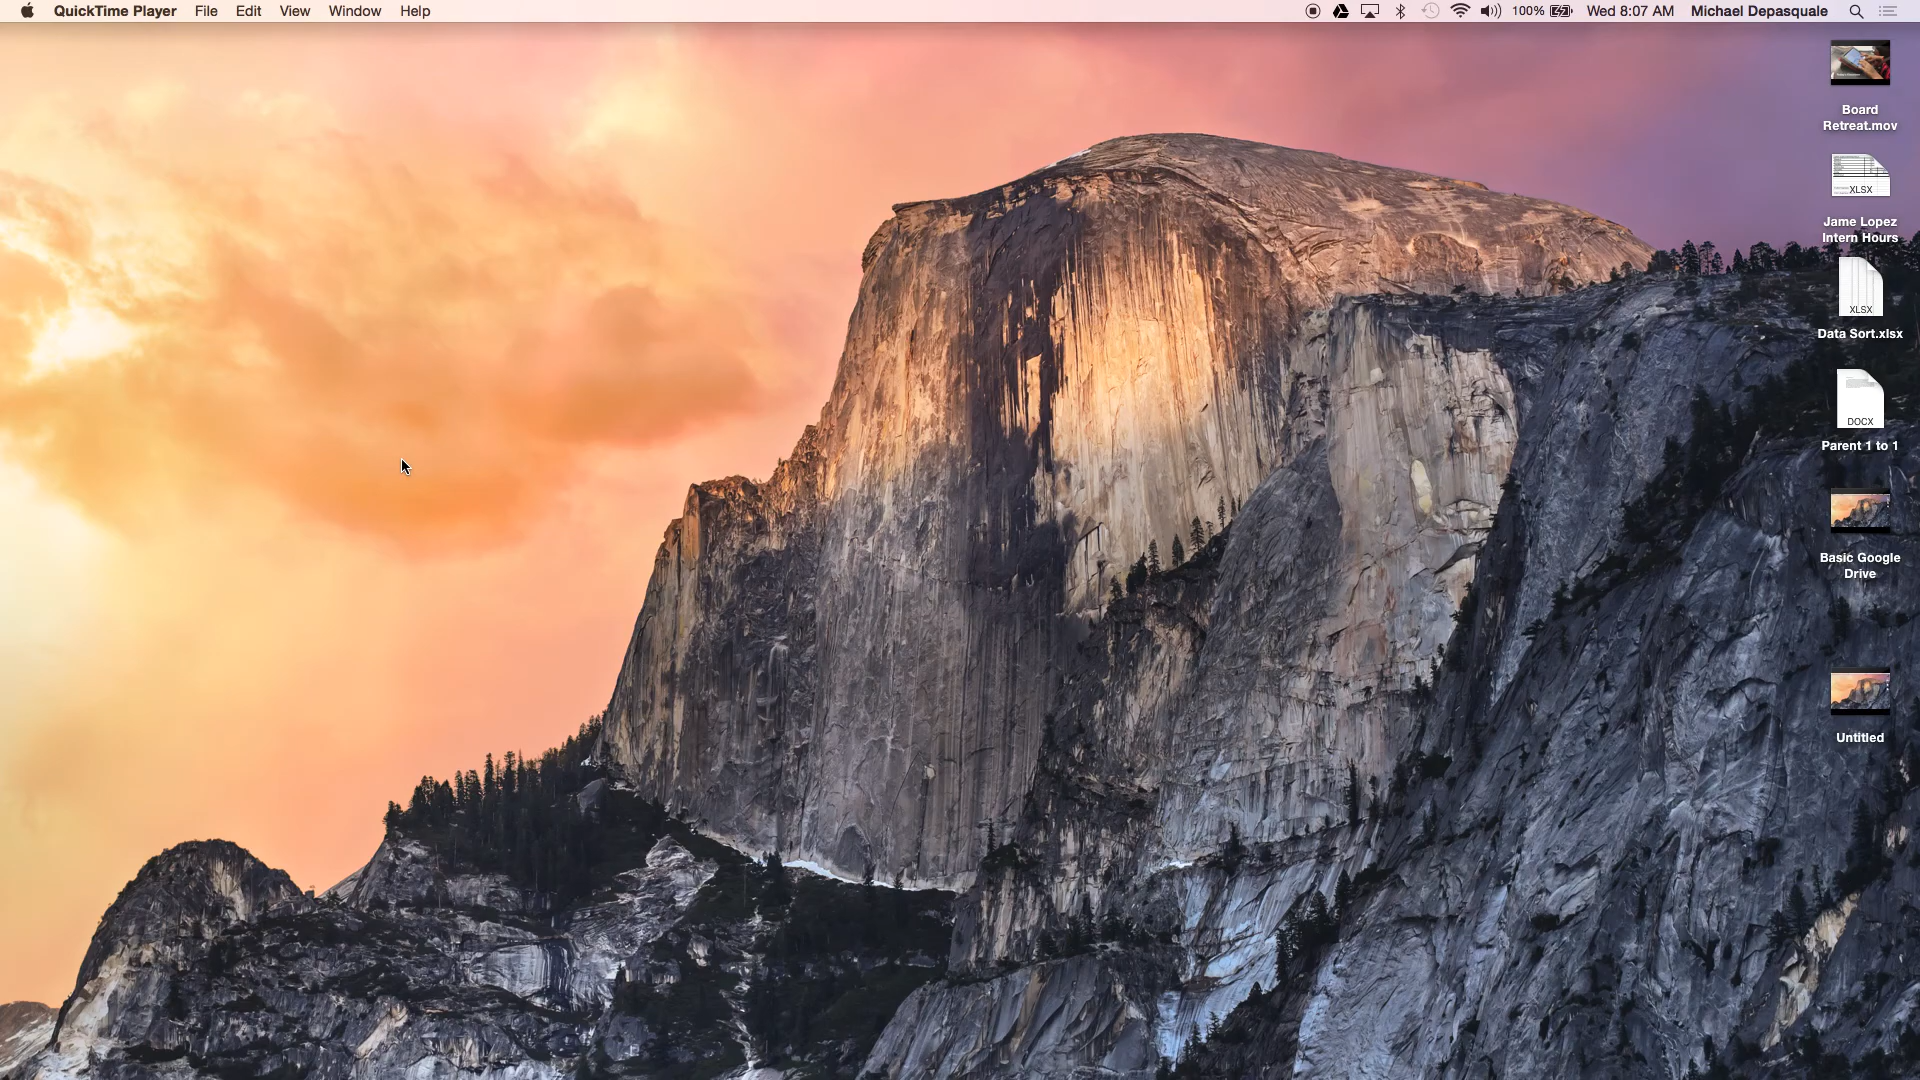 QuickTime Player File Edit View Window Help 100% Wed 8:07 AM Michael Depasquale
Board
Retreat.mov
XLSX
Jame Lopez
Intern Hours
XLSX
Data Sort.xlsx
DOCX
Parent 1 to 1
Basic Google
Drive
Untitled